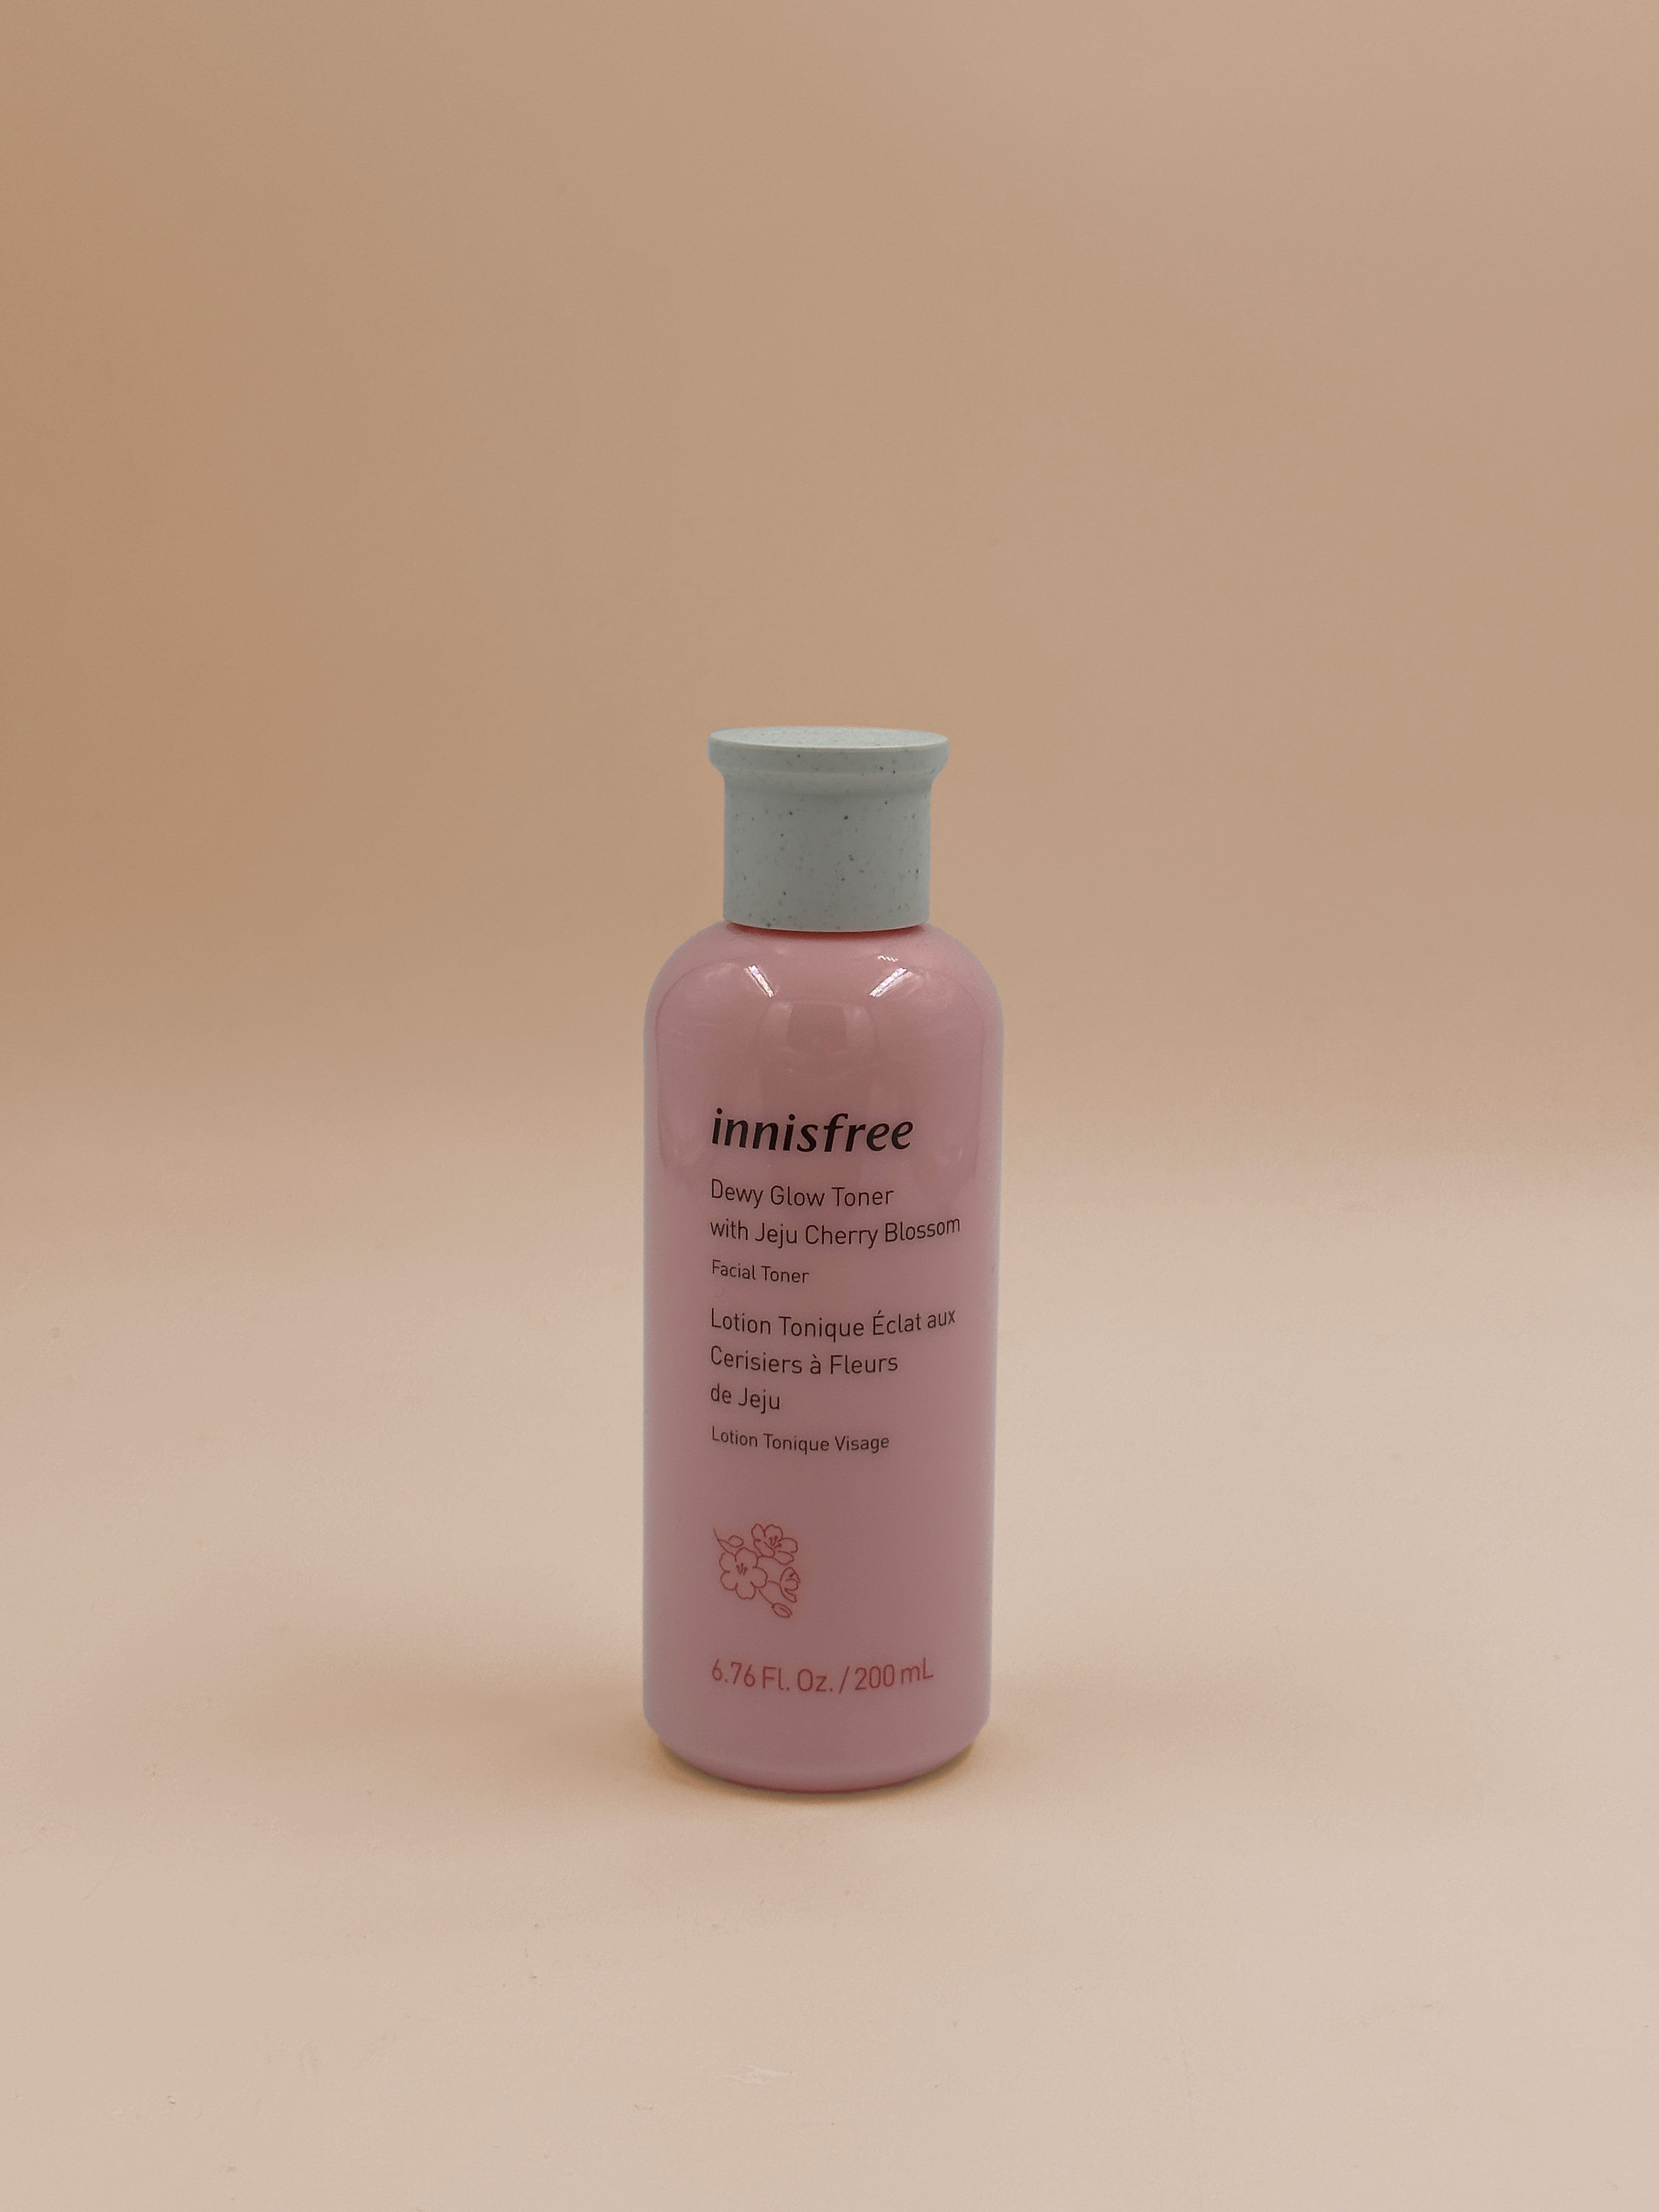 innisfree
Dewy Glow Toner
with Jeju Cherry Blossom
Facial Toner
Lotion Tonique Éclat aux
Cerisiers à Fleurs
de Jeju
Lotion Tonique Visage
6.76 Fl. Oz. / 200 mL